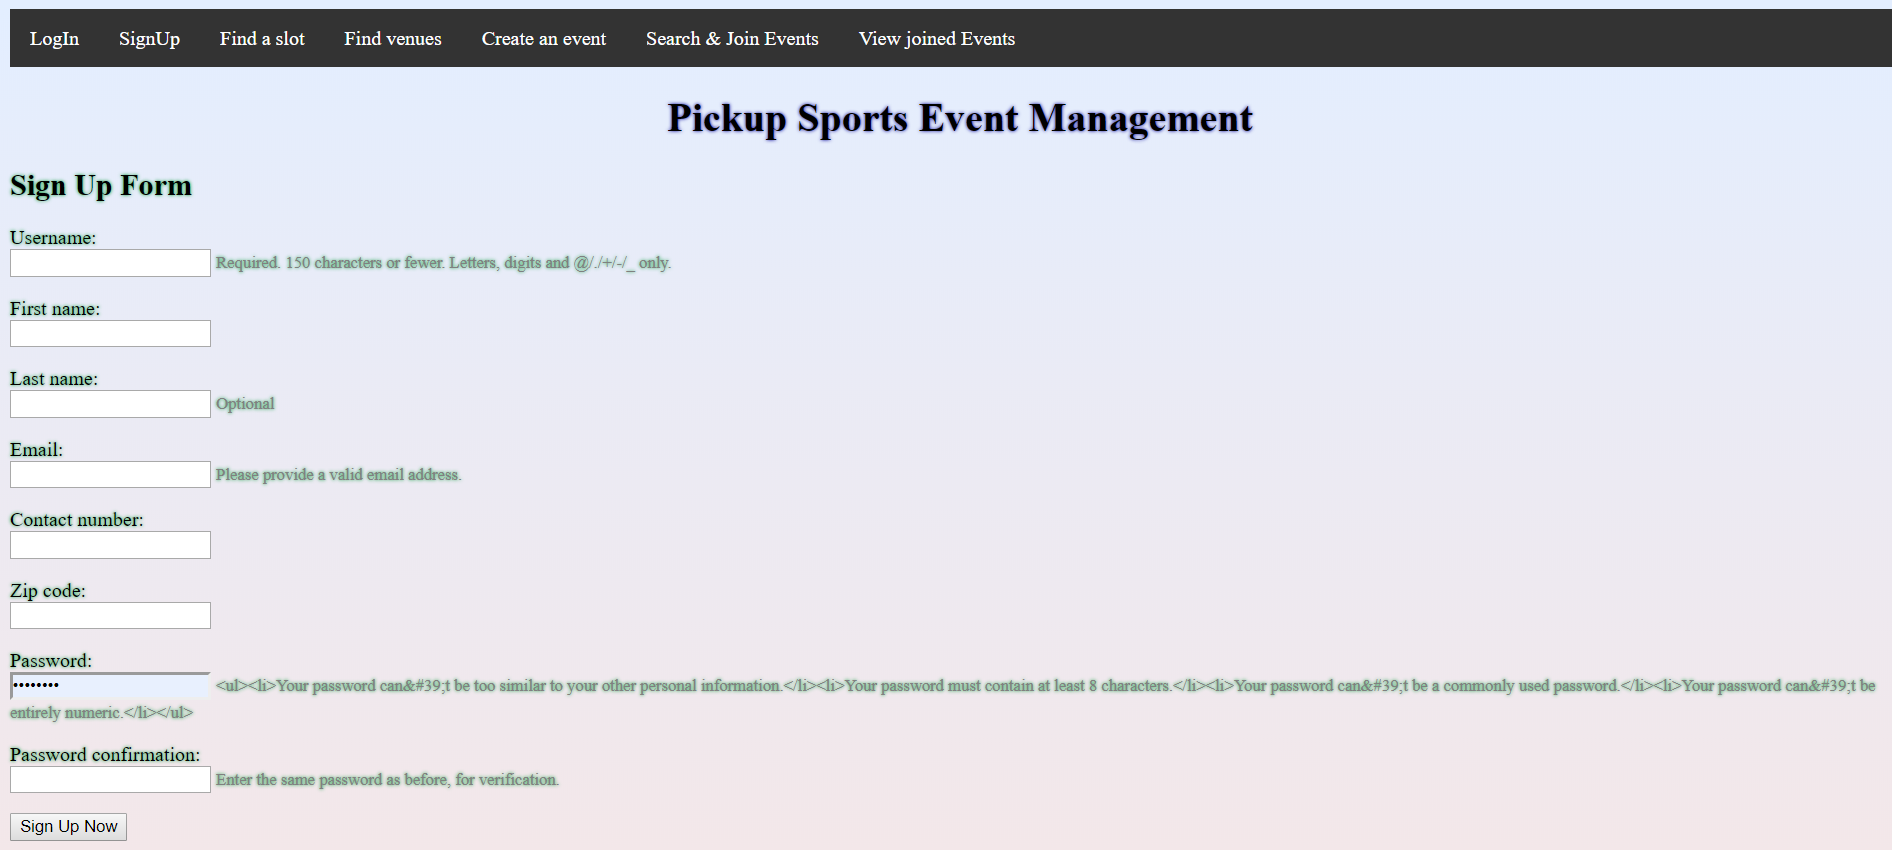 LogIn SignUp Find a slot Find venues Create an event Search & Join Events View joined Events
Pickup Sports Event Management
Sign Up Form
Username:
Required. 150 characters or fewer. Letters, digits and @/./+/-/_ only.
First name:
Last name:
Optional
Email:
Please provide a valid email address.
Contact number:
Zip code:
Password:
•••••••• <ul><li>Your password can&#39;t be too similar to your other personal information.</li><li>Your password must contain at least 8 characters.</li><li>Your password can&#39;t be a commonly used password.</li><li>Your password can&#39;t be
entirely numeric.</li></ul>
Password confirmation:
Enter the same password as before, for verification.
Sign Up Now